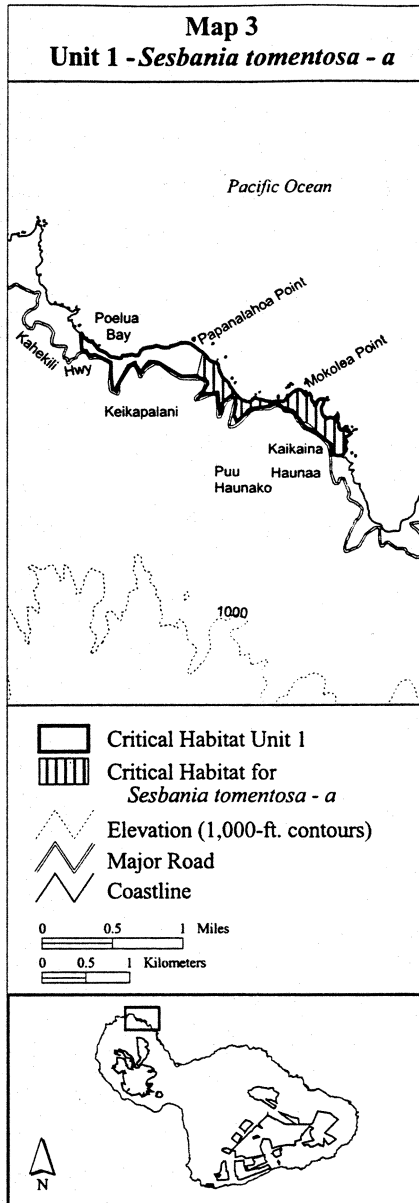 Map 3
Unit 1 - Sesbania tomentosa - a
Pacific Ocean
Poelua
Bay
Papanalahoa Point
Kahekili
Hwy
Mokolea Point
Keikapalani
Kaikaina
Puu
Haunako
Haunaa
1000
Critical Habitat Unit 1
Critical Habitat for
Sesbania tomentosa - a
Elevation (1,000-ft. contours)
Major Road
Coastline
0 0.5 1 Miles
0 0.5 1 Kilometers
N